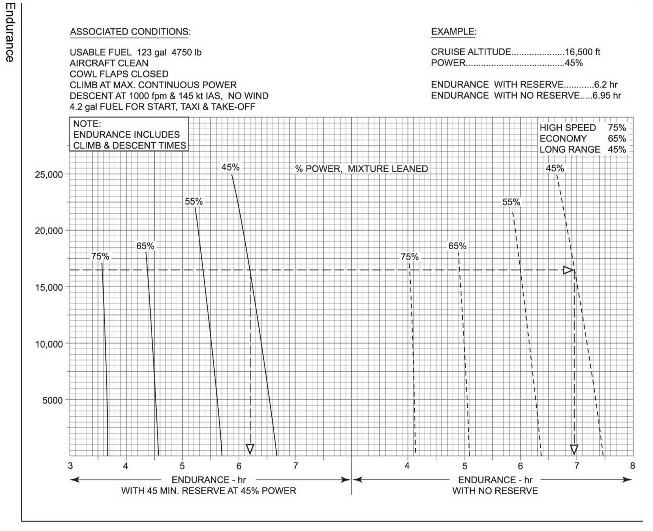 Endurance
ASSOCIATED CONDITIONS:
USABLE FUEL 123 gal 4750 lb
AIRCRAFT CLEAN
COWL FLAPS CLOSED
CLIMB AT MAX. CONTINUOUS POWER
DESCENT AT 1000 fpm & 145 kt IAS, NO WIND
4.2 gal FUEL FOR START, TAXI & TAKE-OFF
EXAMPLE:
CRUISE ALTITUDE....................16,500 ft
POWER.....................................45%
ENDURANCE WITH RESERVE...........6.2 hr
ENDURANCE WITH NO RESERVE.....6.95 hr
NOTE:
ENDURANCE INCLUDES
CLIMB & DESCENT TIMES
HIGH SPEED 75%
ECONOMY 65%
LONG RANGE 45%
% POWER, MIXTURE LEANED
45% 45%
55% 55%
65% 65%
75% 75%
25,000
20,000
15,000
10,000
5000
3 4 5 6 7 4 5 6 7 8
ENDURANCE - hr
WITH 45 MIN. RESERVE AT 45% POWER
ENDURANCE - hr
WITH NO RESERVE